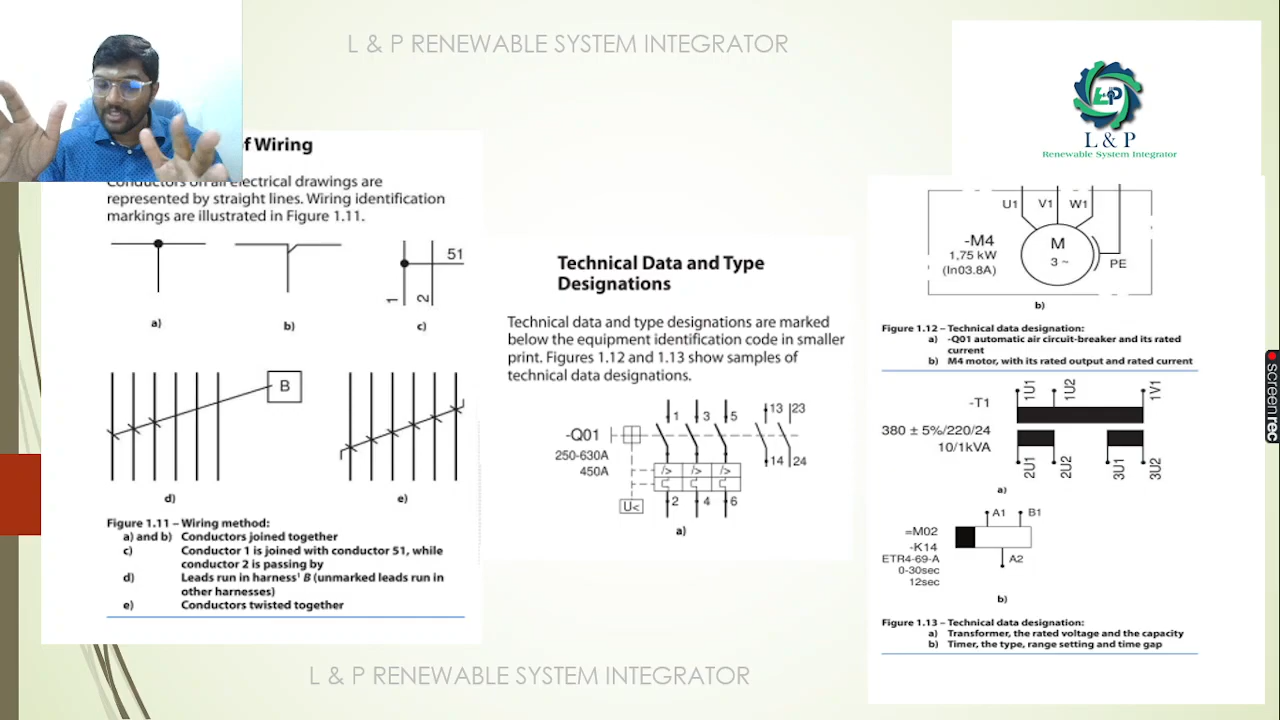 L & P RENEWABLE SYSTEM INTEGRATOR
L & P
Renewable System Integrator
of Wiring
Conductors on all electrical drawings are
represented by straight lines. Wiring identification
markings are illustrated in Figure 1.11.
51
1
2
a)
b)
c)
B
d)
e)
Figure 1.11 – Wiring method:
a) and b) Conductors joined together
c) Conductor 1 is joined with conductor 51, while
conductor 2 is passing by
d) Leads run in harness¹ B (unmarked leads run in
other harnesses)
e) Conductors twisted together
Technical Data and Type
Designations
Technical data and type designations are marked
below the equipment identification code in smaller
print. Figures 1.12 and 1.13 show samples of
technical data designations.
1 3 5 13 23
-Q01
250-630A
450A
14 24
I> I> I>
U<
2 4 6
a)
U1 V1 W1
-M4
1,75 kW
(In03.8A)
M
3 ~
PE
b)
Figure 1.12 – Technical data designation:
a) -Q01 automatic air circuit-breaker and its rated
current
b) M4 motor, with its rated output and rated current
1U1 1U2 1V1
-T1
380 ± 5%/220/24
10/1kVA
2U1 2U2 3U1 3U2
a)
A1 B1
=M02
-K14
ETR4-69-A
0-30sec
12sec
A2
b)
Figure 1.13 – Technical data designation:
a) Transformer, the rated voltage and the capacity
b) Timer, the type, range setting and time gap
L & P RENEWABLE SYSTEM INTEGRATOR
screenrec